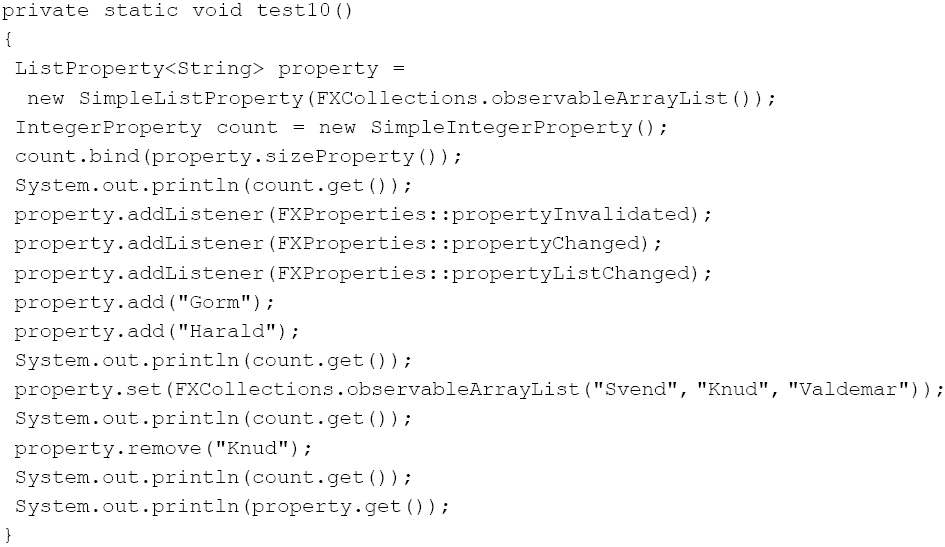 private static void test10()
{
 ListProperty<String> property =
  new SimpleListProperty(FXCollections.observableArrayList());
 IntegerProperty count = new SimpleIntegerProperty();
 count.bind(property.sizeProperty());
 System.out.println(count.get());
 property.addListener(FXProperties::propertyInvalidated);
 property.addListener(FXProperties::propertyChanged);
 property.addListener(FXProperties::propertyListChanged);
 property.add("Gorm");
 property.add("Harald");
 System.out.println(count.get());
 property.set(FXCollections.observableArrayList("Svend", "Knud", "Valdemar"));
 System.out.println(count.get());
 property.remove("Knud");
 System.out.println(count.get());
 System.out.println(property.get());
}